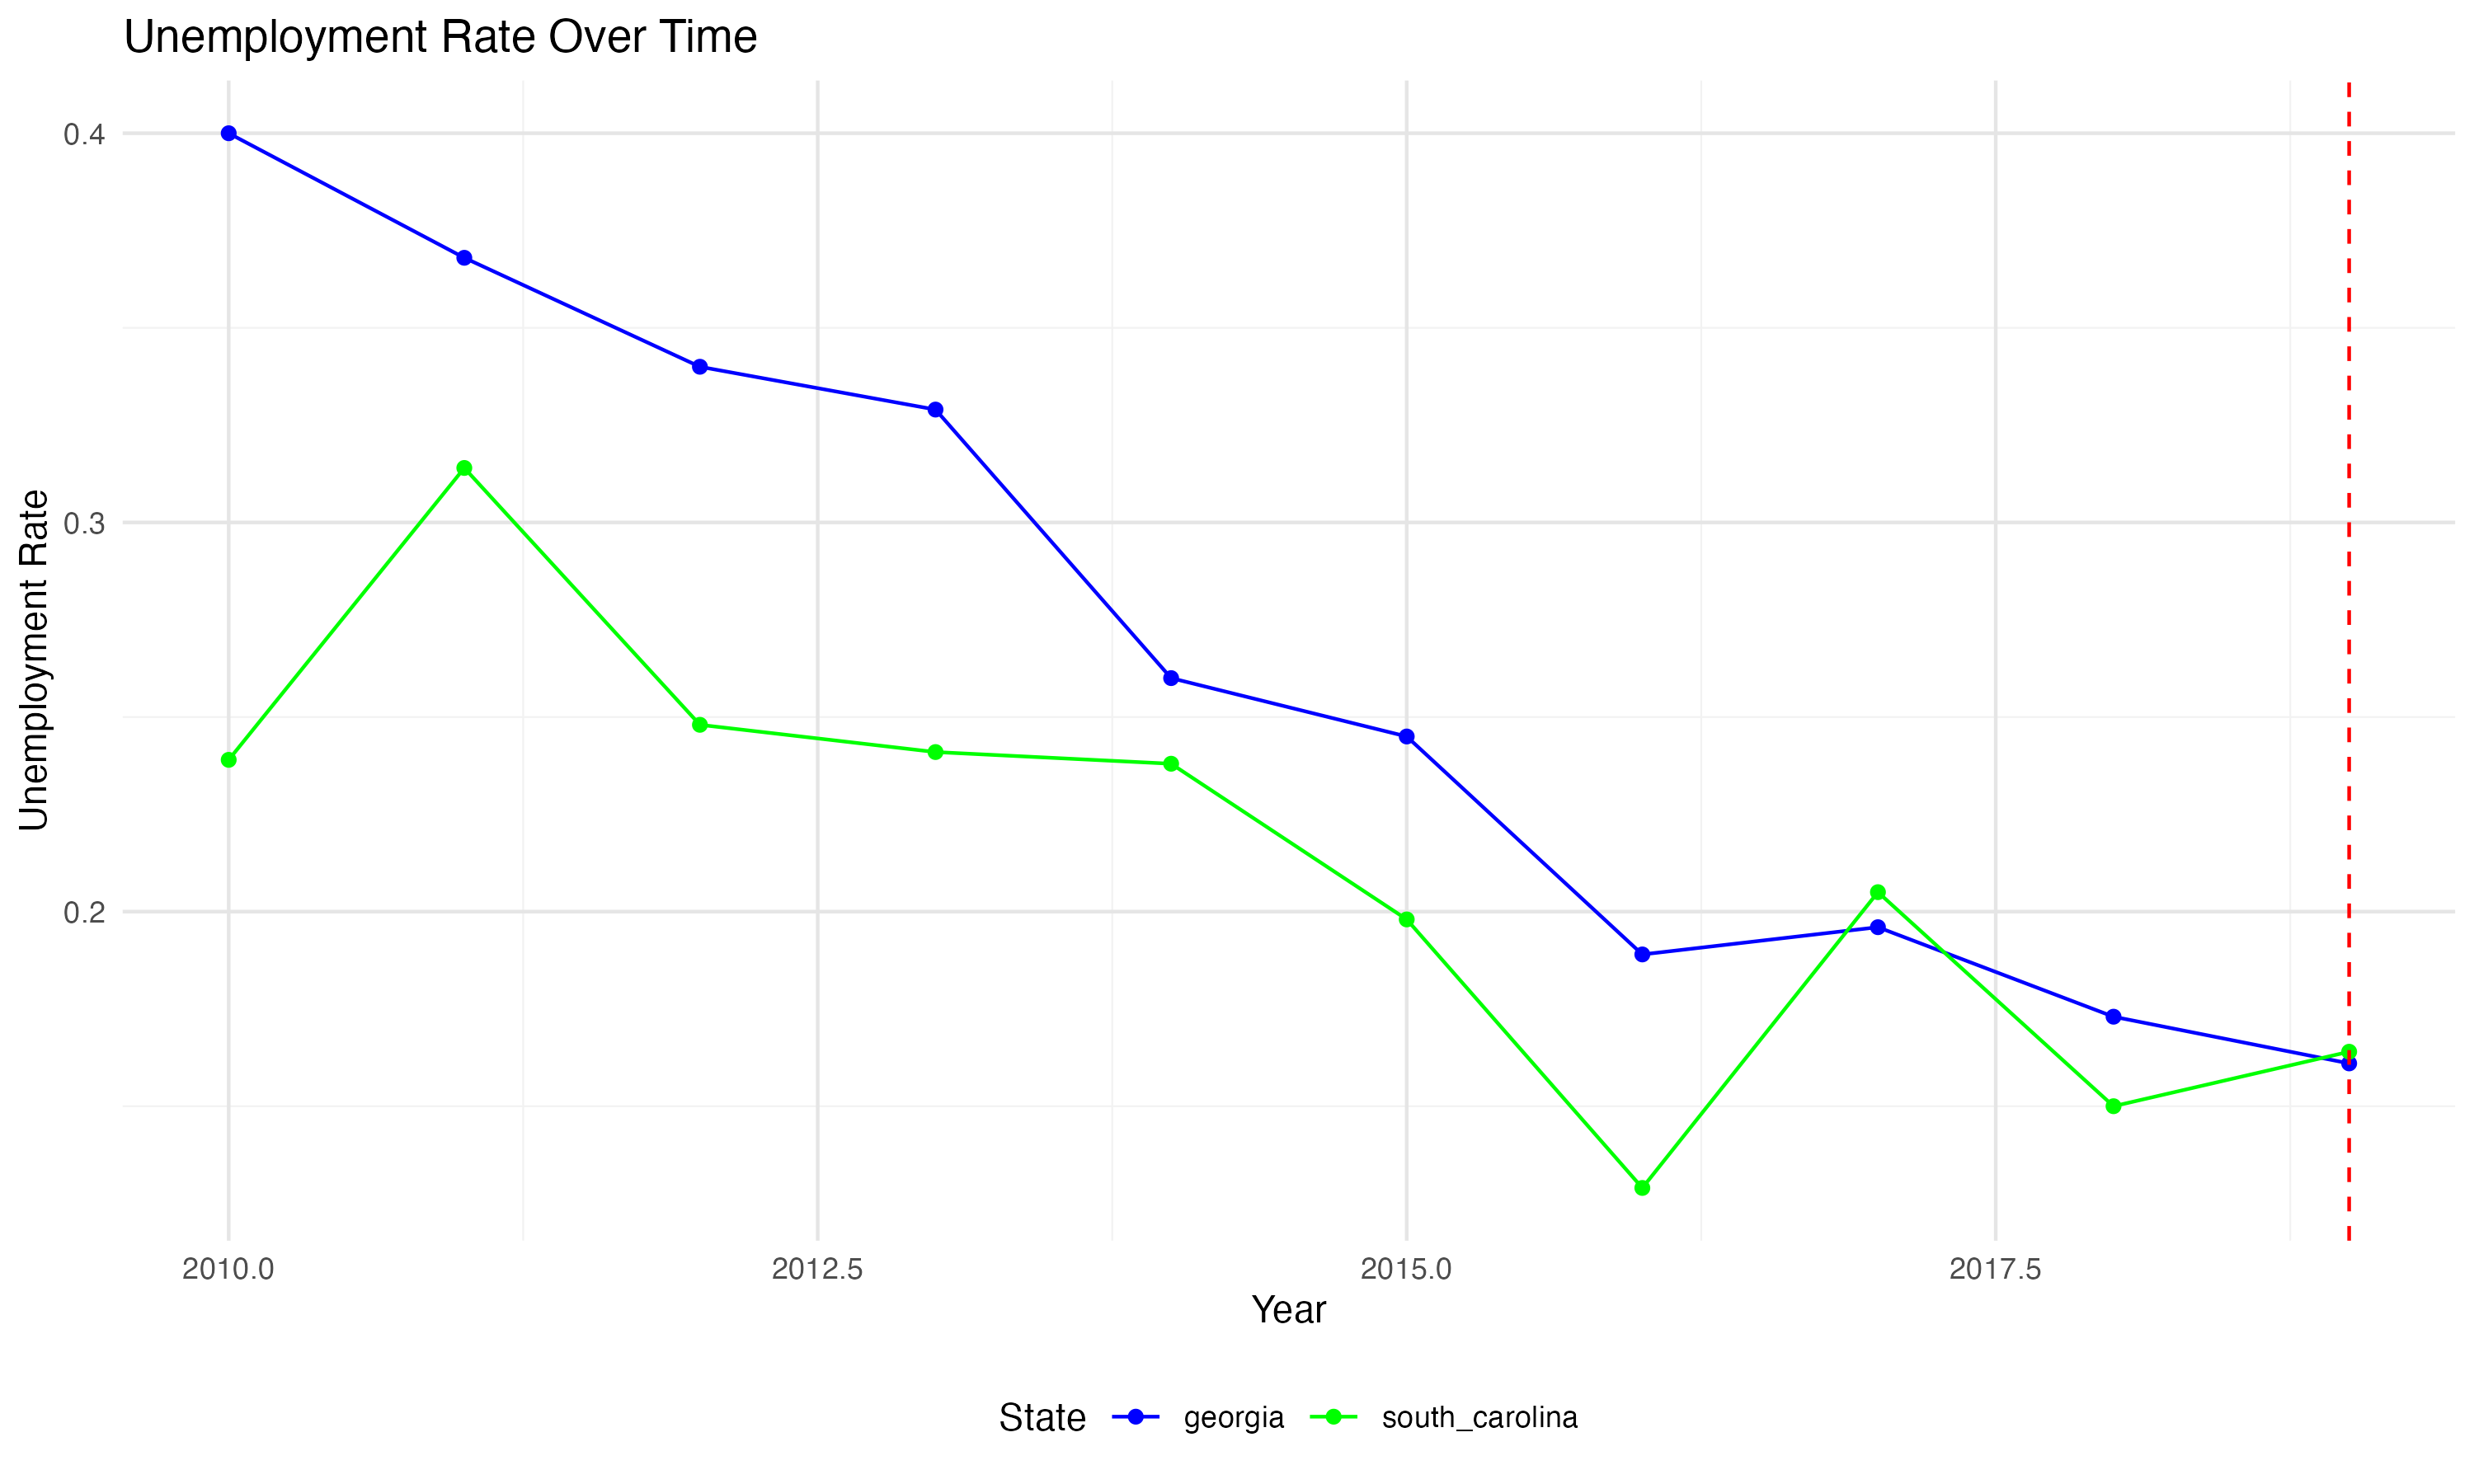 Unemployment Rate Over Time
Unemployment Rate
0.4
0.3
0.2
2010.0 2012.5 2015.0 2017.5
Year
State georgia south_carolina